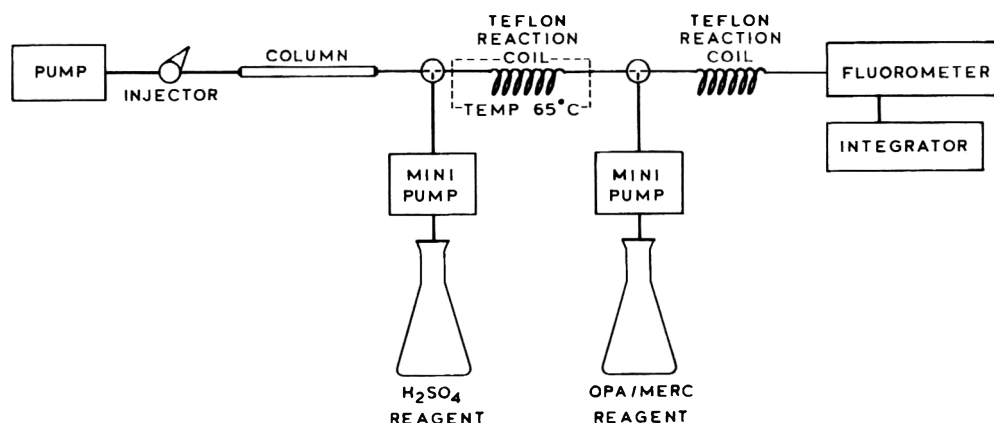 PUMP
INJECTOR
COLUMN
TEFLON
REACTION
COIL
TEMP 65°C
TEFLON
REACTION
COIL
FLUOROMETER
INTEGRATOR
MINI
PUMP
MINI
PUMP
H₂SO₄
REAGENT
OPA/MERC
REAGENT